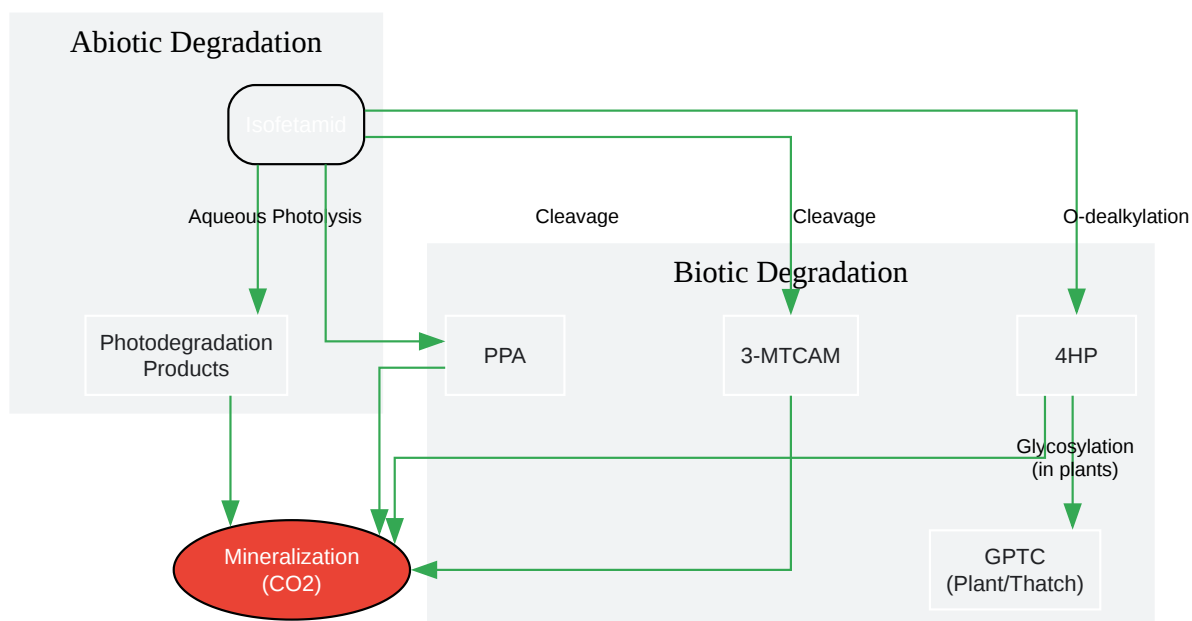 Abiotic Degradation
Isofetamid
Aqueous Photolysis
Cleavage
Cleavage
O-dealkylation
Biotic Degradation
Photodegradation
Products
PPA
3-MTCAM
4HP
Glycosylation
(in plants)
Mineralization
(CO2)
GPTC
(Plant/Thatch)